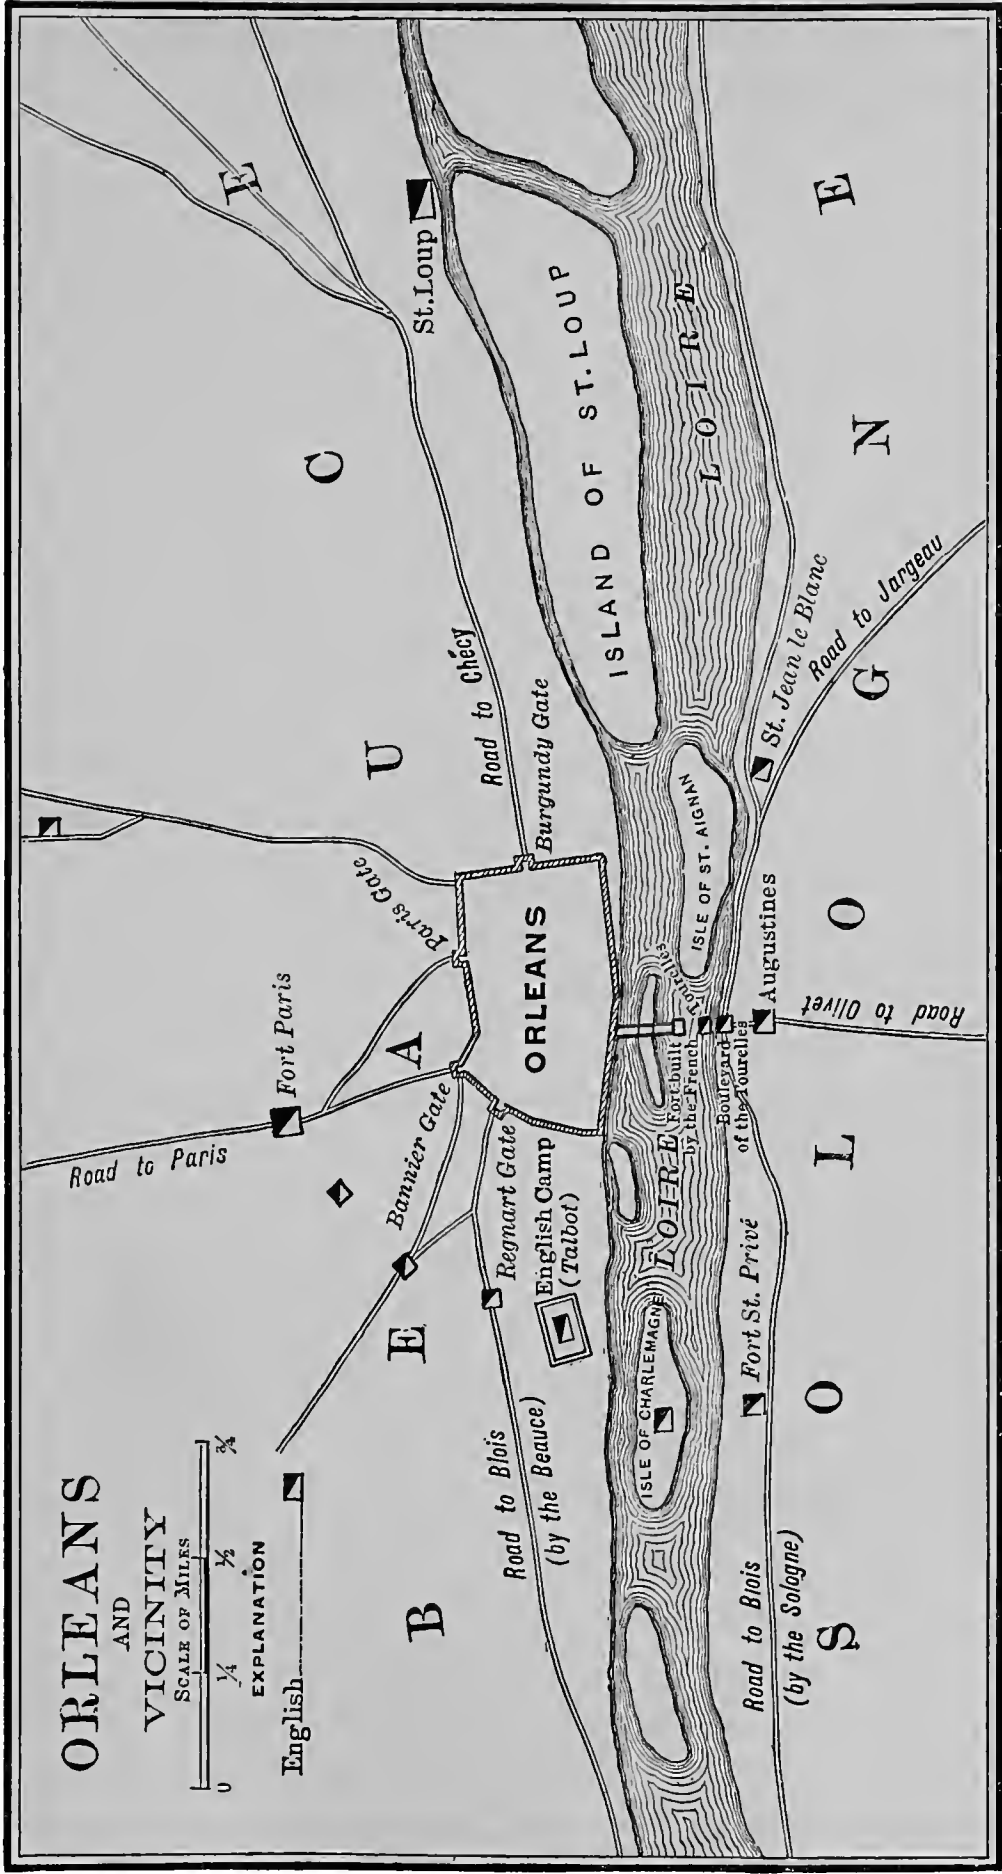 ORLEANS
AND
VICINITY
SCALE OF MILES
0 1/4 1/2 3/4
EXPLANATION
English
BEAUCE
Road to Paris
Fort Paris
Paris Gate
Bannier Gate
Regnart Gate
English Camp
(Talbot)
ORLEANS
Burgundy Gate
Road to Chécy
St. Loup
ISLAND OF ST. LOUP
LOIRE
Road to Blois
(by the Beauce)
ISLE OF CHARLEMAGNE
LOIRE
Fort built
by the French
Tourelles
Boulevard
of the Tourelles
ISLE OF ST. AIGNAN
Augustines
St. Jean le Blanc
Road to Jargeau
Road to Olivet
Fort St. Privé
Road to Blois
(by the Sologne)
SOLOGNE